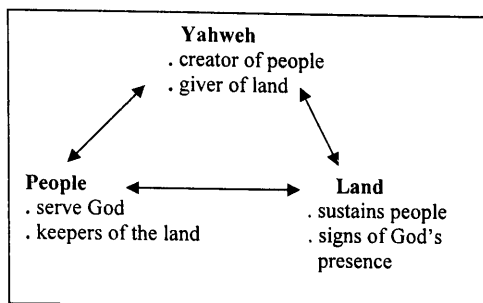 Yahweh
. creator of people
. giver of land
People
. serve God
. keepers of the land
Land
. sustains people
. signs of God's
presence